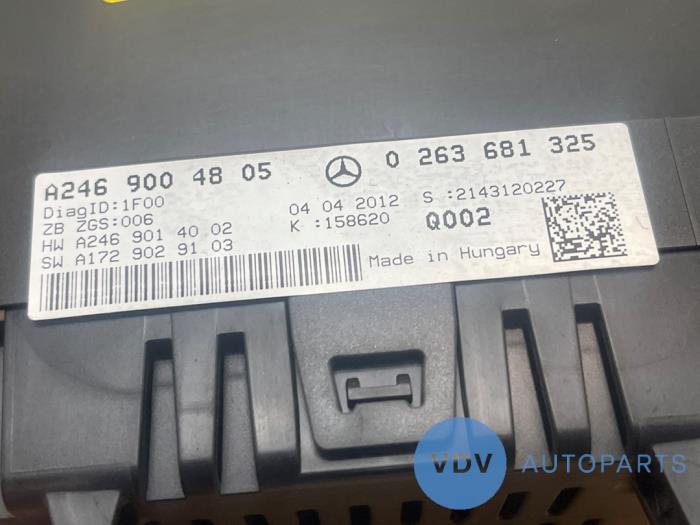 A246 900 48 05 0 263 681 325
DiagID:1F00 04 04 2012 S :2143120227
ZB ZGS:006 K :158620 Q002
HW A246 901 40 02
SW A172 902 91 03 Made in Hungary
VDV AUTOPARTS